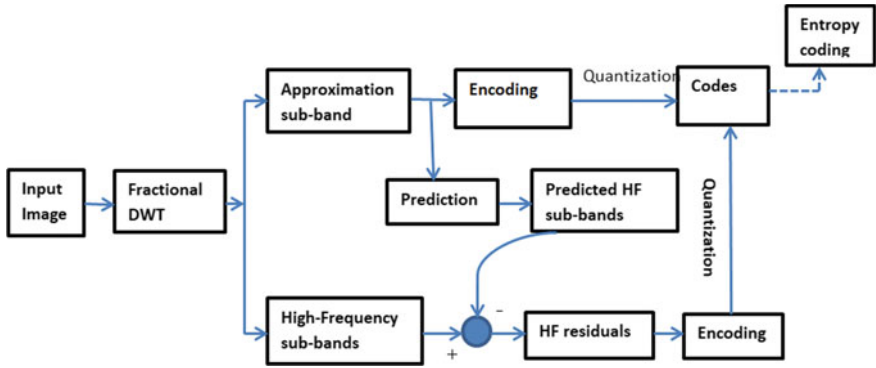 Entropy
coding
Approximation
sub-band
Encoding
Quantization
Codes
Input
Image
Fractional
DWT
Prediction
Predicted HF
sub-bands
Quantization
High-Frequency
sub-bands
-
+
HF residuals
Encoding